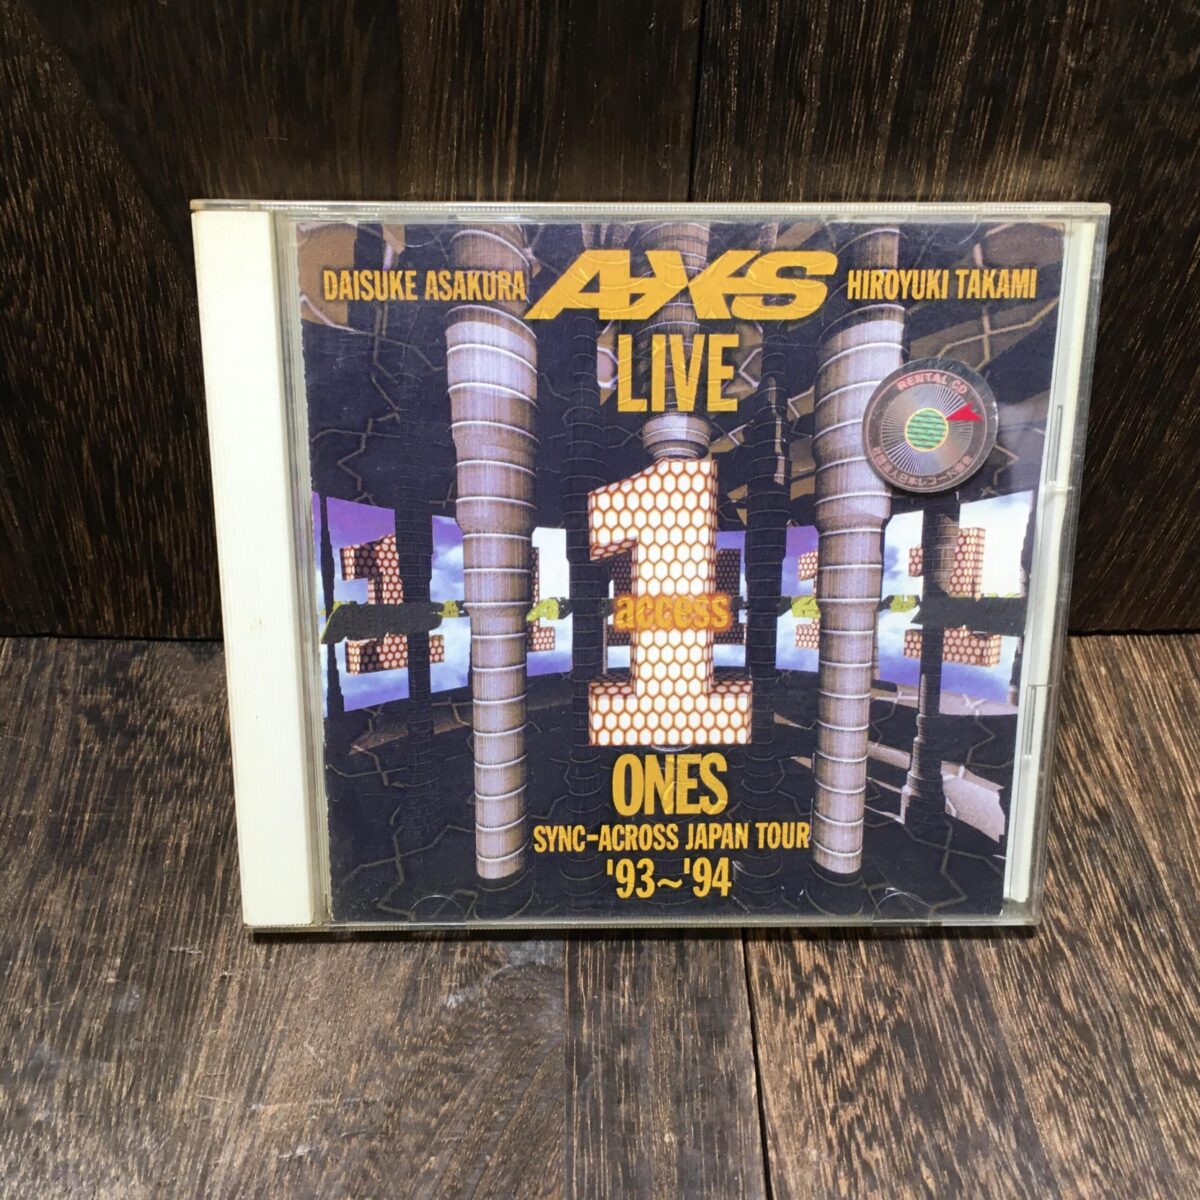 DAISUKE ASAKURA AXS HIROYUKI TAKAMI
LIVE
RENTAL CD
1
access
ONES
SYNC-ACROSS JAPAN TOUR
'93~'94